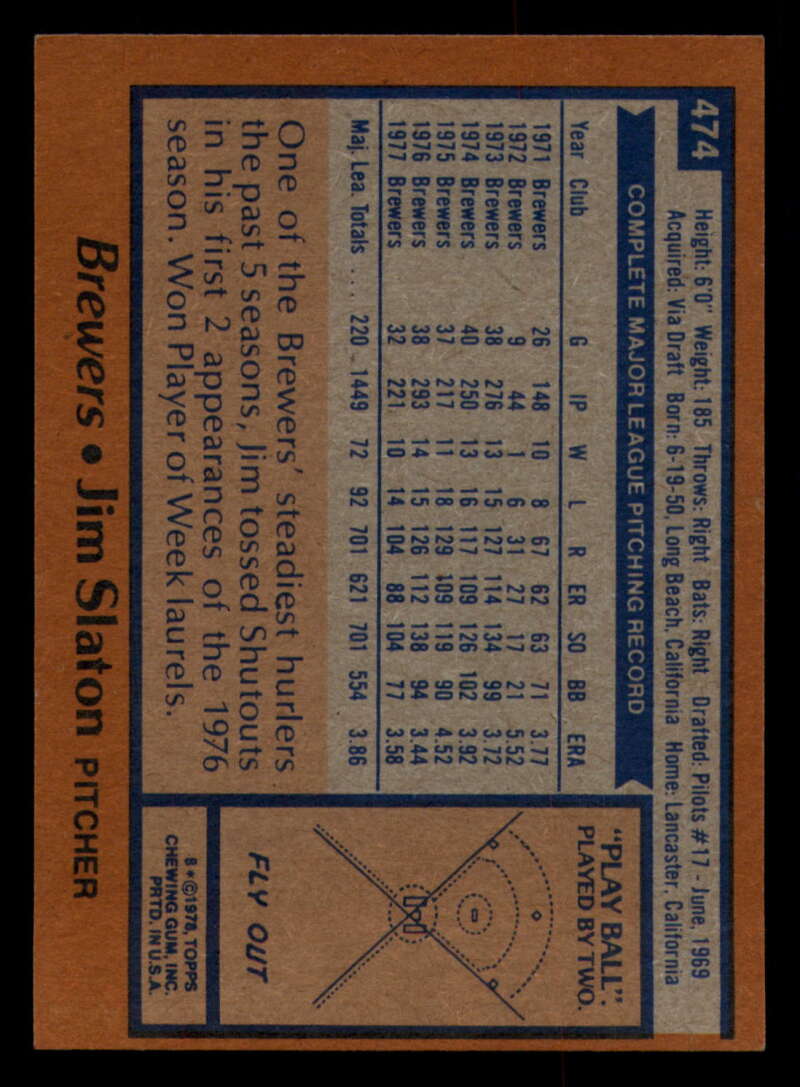 474
Height: 6'0" Weight: 185 Throws: Right Bats: Right Drafted: Pilots #17 - June, 1969
Acquired: Via Draft Born: 6-19-50, Long Beach, California Home: Lancaster, California
COMPLETE MAJOR LEAGUE PITCHING RECORD
Year Club G IP W L R ER SO BB ERA
1971 Brewers 26 148 10 8 67 62 63 71 3.77
1972 Brewers 9 44 1 6 31 27 17 21 5.52
1973 Brewers 38 276 13 15 127 114 134 99 3.72
1974 Brewers 40 250 13 16 117 109 126 102 3.92
1975 Brewers 37 217 11 18 129 109 119 90 4.52
1976 Brewers 38 293 14 15 126 112 138 94 3.44
1977 Brewers 32 221 10 14 104 88 104 77 3.58
Maj. Lea. Totals . . . 220 1449 72 92 701 621 701 554 3.86
One of the Brewers' steadiest hurlers
the past 5 seasons, Jim tossed Shutouts
in his first 2 appearances of the 1976
season. Won Player of Week laurels.
"PLAY BALL":
PLAYED BY TWO.
FLY OUT
8 * ©1978, TOPPS
CHEWING GUM, INC.
PRTD. IN U.S.A.
Brewers • Jim Slaton PITCHER